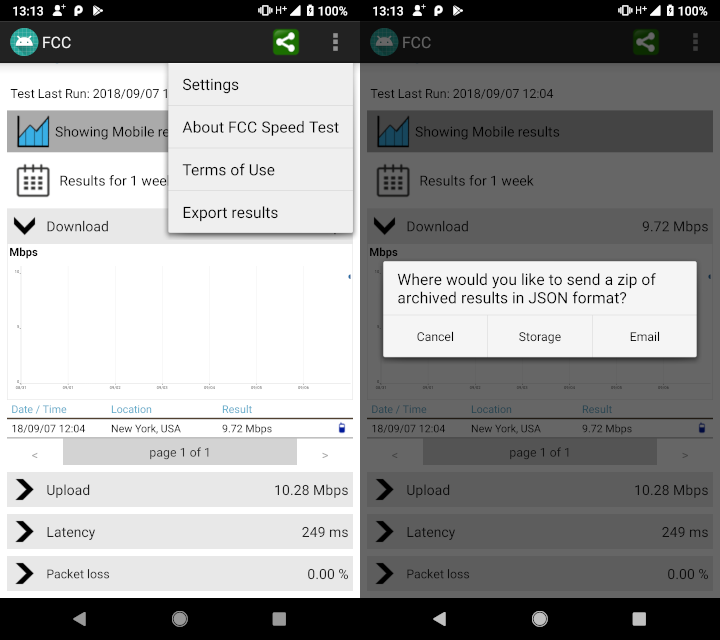 13:13
H+
100%
FCC
Settings
About FCC Speed Test
Terms of Use
Export results
Test Last Run: 2018/09/07 1
Showing Mobile re
Results for 1 wee
Download
Mbps
Date / Time Location Result
18/09/07 12:04 New York, USA 9.72 Mbps
< page 1 of 1 >
Upload 10.28 Mbps
Latency 249 ms
Packet loss 0.00 %
13:13
H+
100%
FCC
Test Last Run: 2018/09/07 12:04
Showing Mobile results
Results for 1 week
Download 9.72 Mbps
Mbps
Where would you like to send a zip of
archived results in JSON format?
Cancel Storage Email
Date / Time Location Result
18/09/07 12:04 New York, USA 9.72 Mbps
< page 1 of 1 >
Upload 10.28 Mbps
Latency 249 ms
Packet loss 0.00 %